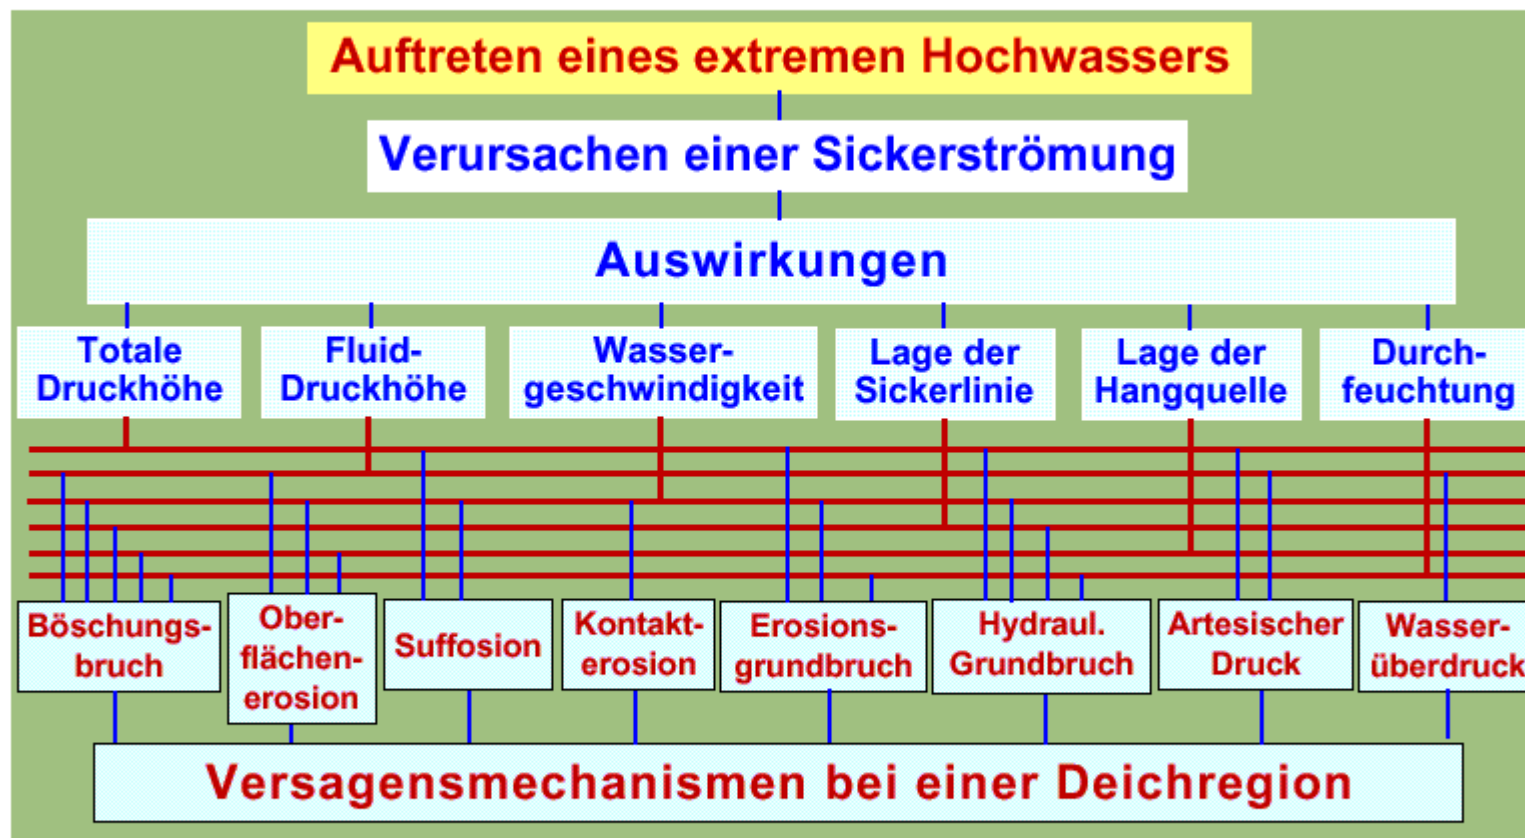 Auftreten eines extremen Hochwassers
Verursachen einer Sickerströmung
Auswirkungen
Totale
Druckhöhe
Fluid-
Druckhöhe
Wasser-
geschwindigkeit
Lage der
Sickerlinie
Lage der
Hangquelle
Durch-
feuchtung
Böschungs-
bruch
Ober-
flächen-
erosion
Suffosion
Kontakt-
erosion
Erosions-
grundbruch
Hydraul.
Grundbruch
Artesischer
Druck
Wasser-
überdruck
Versagensmechanismen bei einer Deichregion